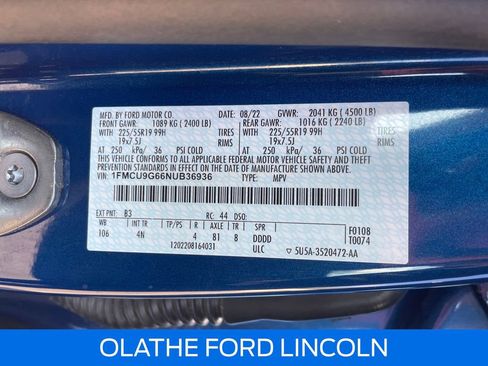 MFD. BY FORD MOTOR CO.
08/22 GVWR: 2041 KG ( 4500 LB)
FRONT GAWR: 1089 KG ( 2400 LB) REAR GAWR: 1016 KG ( 2240 LB)
WITH 225/55R19 99H TIRES WITH 225/55R19 99H TIRES
19x7.5J RIMS 19x7.5J RIMS
AT 250 kPa/ 36 PSI COLD AT 250 kPa/ 36 PSI COLD
THIS VEHICLE CONFORMS TO ALL APPLICABLE FEDERAL MOTOR VEHICLE SAFETY AND THEFT
PREVENTION STANDARDS IN EFFECT ON THE DATE OF MANUFACTURE SHOWN ABOVE.
VIN: 1FMCU9G66NUB36936
TYPE: MPV
EXT PNT: B3 RC: 44 DSO:
WB INT TR TP/PS R AXLE TR SPR F0108
106 4N 4 81 8 DDDD T0074
1202208164031 ULC 5U5A-3520472-AA
OLATHE FORD LINCOLN